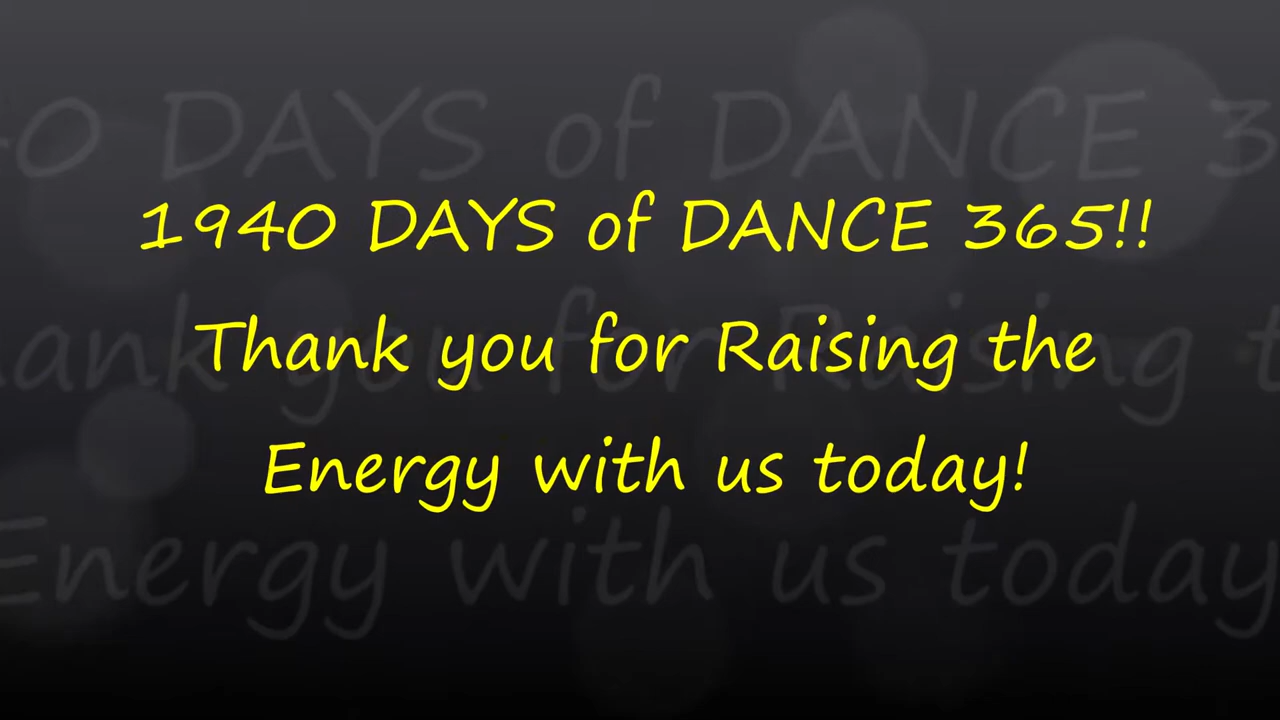 1940 DAYS of DANCE 365!!
Thank you for Raising the
Energy with us today!